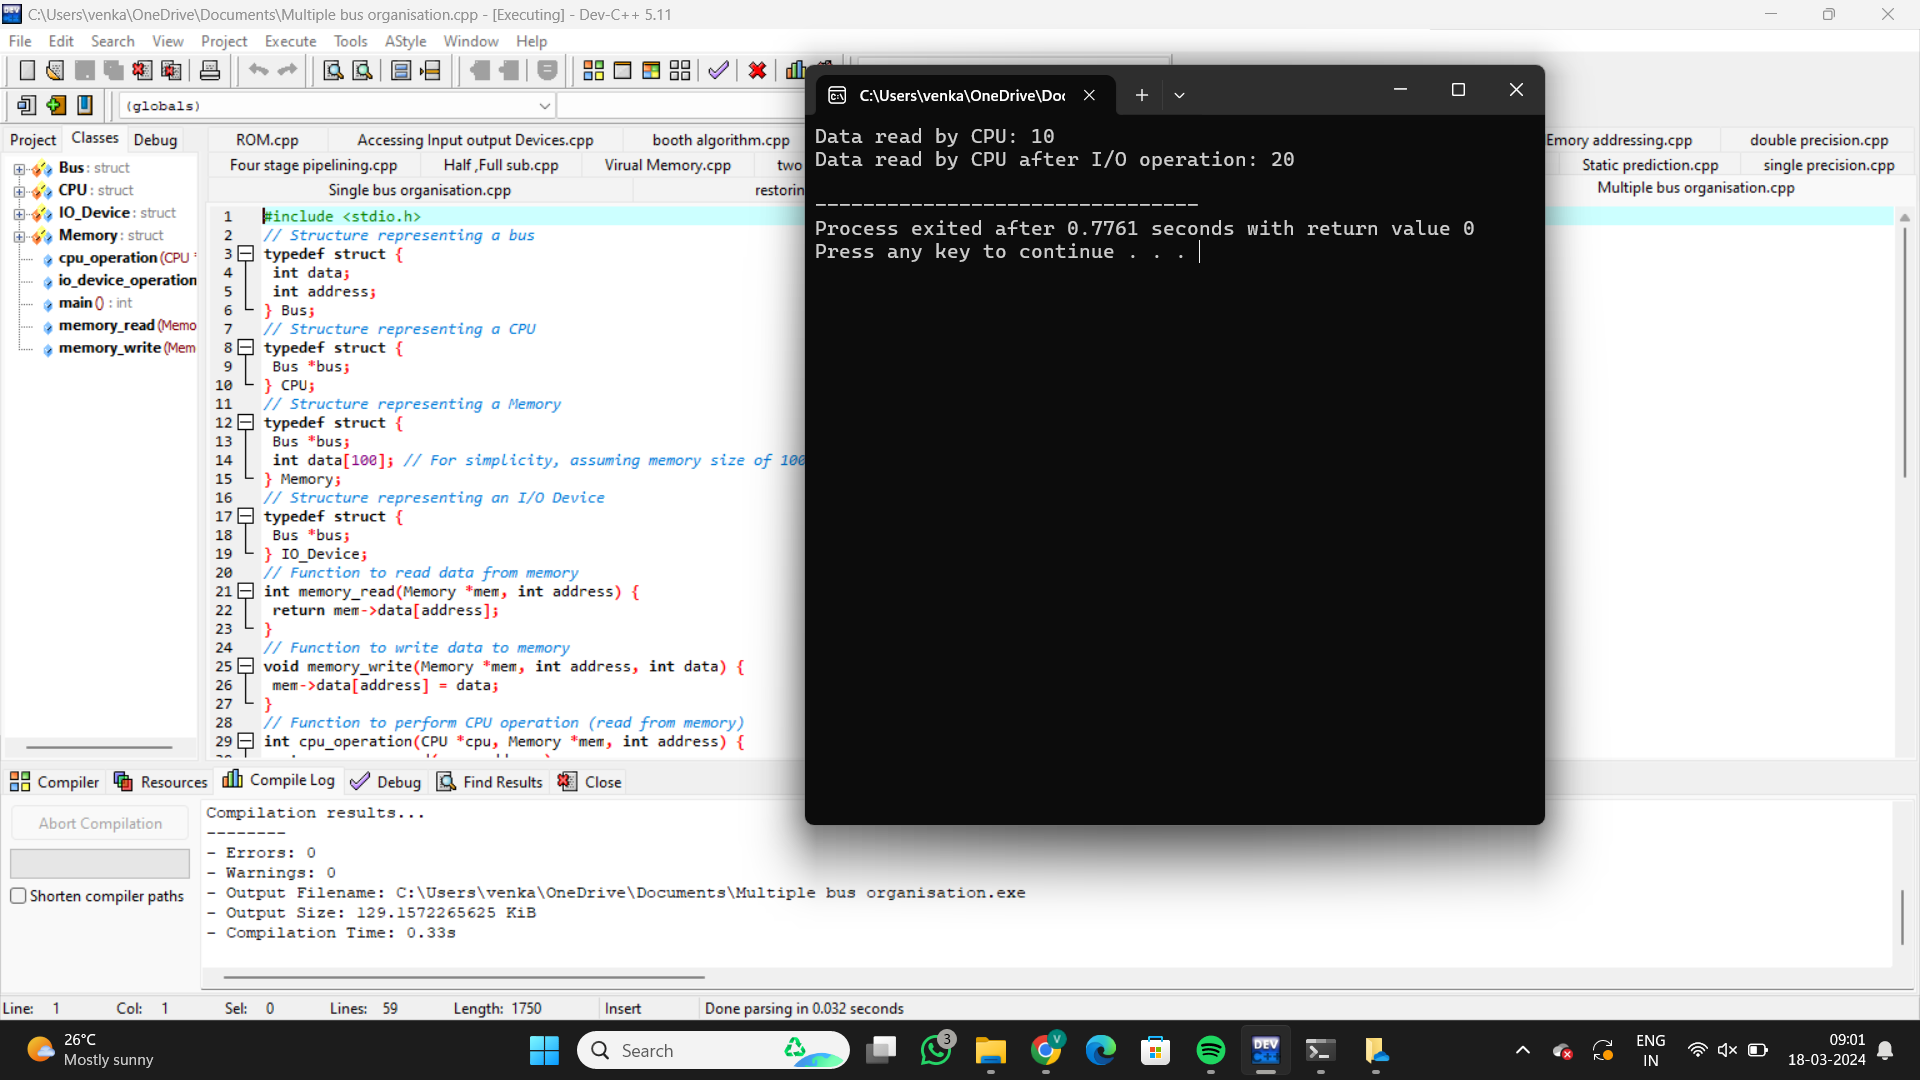 C:\Users\venka\OneDrive\Documents\Multiple bus organisation.cpp - [Executing] - Dev-C++ 5.11
File Edit Search View Project Execute Tools AStyle Window Help
(globals)
Project Classes Debug
ROM.cpp Accessing Input output Devices.cpp booth algorithm.cpp Emory addressing.cpp double precision.cpp
Four stage pipelining.cpp Half ,Full sub.cpp Virual Memory.cpp two Static prediction.cpp single precision.cpp
Single bus organisation.cpp restorin Multiple bus organisation.cpp
Bus : struct
CPU : struct
IO_Device : struct
Memory : struct
cpu_operation (CPU *
io_device_operation
main () : int
memory_read (Memo
memory_write (Mem
1 #include <stdio.h>
2 // Structure representing a bus
3 typedef struct {
4 int data;
5 int address;
6 } Bus;
7 // Structure representing a CPU
8 typedef struct {
9 Bus *bus;
10 } CPU;
11 // Structure representing a Memory
12 typedef struct {
13 Bus *bus;
14 int data[100]; // For simplicity, assuming memory size of 100
15 } Memory;
16 // Structure representing an I/O Device
17 typedef struct {
18 Bus *bus;
19 } IO_Device;
20 // Function to read data from memory
21 int memory_read(Memory *mem, int address) {
22 return mem->data[address];
23 }
24 // Function to write data to memory
25 void memory_write(Memory *mem, int address, int data) {
26 mem->data[address] = data;
27 }
28 // Function to perform CPU operation (read from memory)
29 int cpu_operation(CPU *cpu, Memory *mem, int address) {
C:\Users\venka\OneDrive\Doc
Data read by CPU: 10
Data read by CPU after I/O operation: 20
--------------------------------
Process exited after 0.7761 seconds with return value 0
Press any key to continue . . .
Compiler Resources Compile Log Debug Find Results Close
Abort Compilation
Shorten compiler paths
Compilation results...
--------
- Errors: 0
- Warnings: 0
- Output Filename: C:\Users\venka\OneDrive\Documents\Multiple bus organisation.exe
- Output Size: 129.1572265625 KiB
- Compilation Time: 0.33s
Line: 1 Col: 1 Sel: 0 Lines: 59 Length: 1750 Insert Done parsing in 0.032 seconds
26°C
Mostly sunny
Search
3
V
DEV
C++
ENG
IN
09:01
18-03-2024